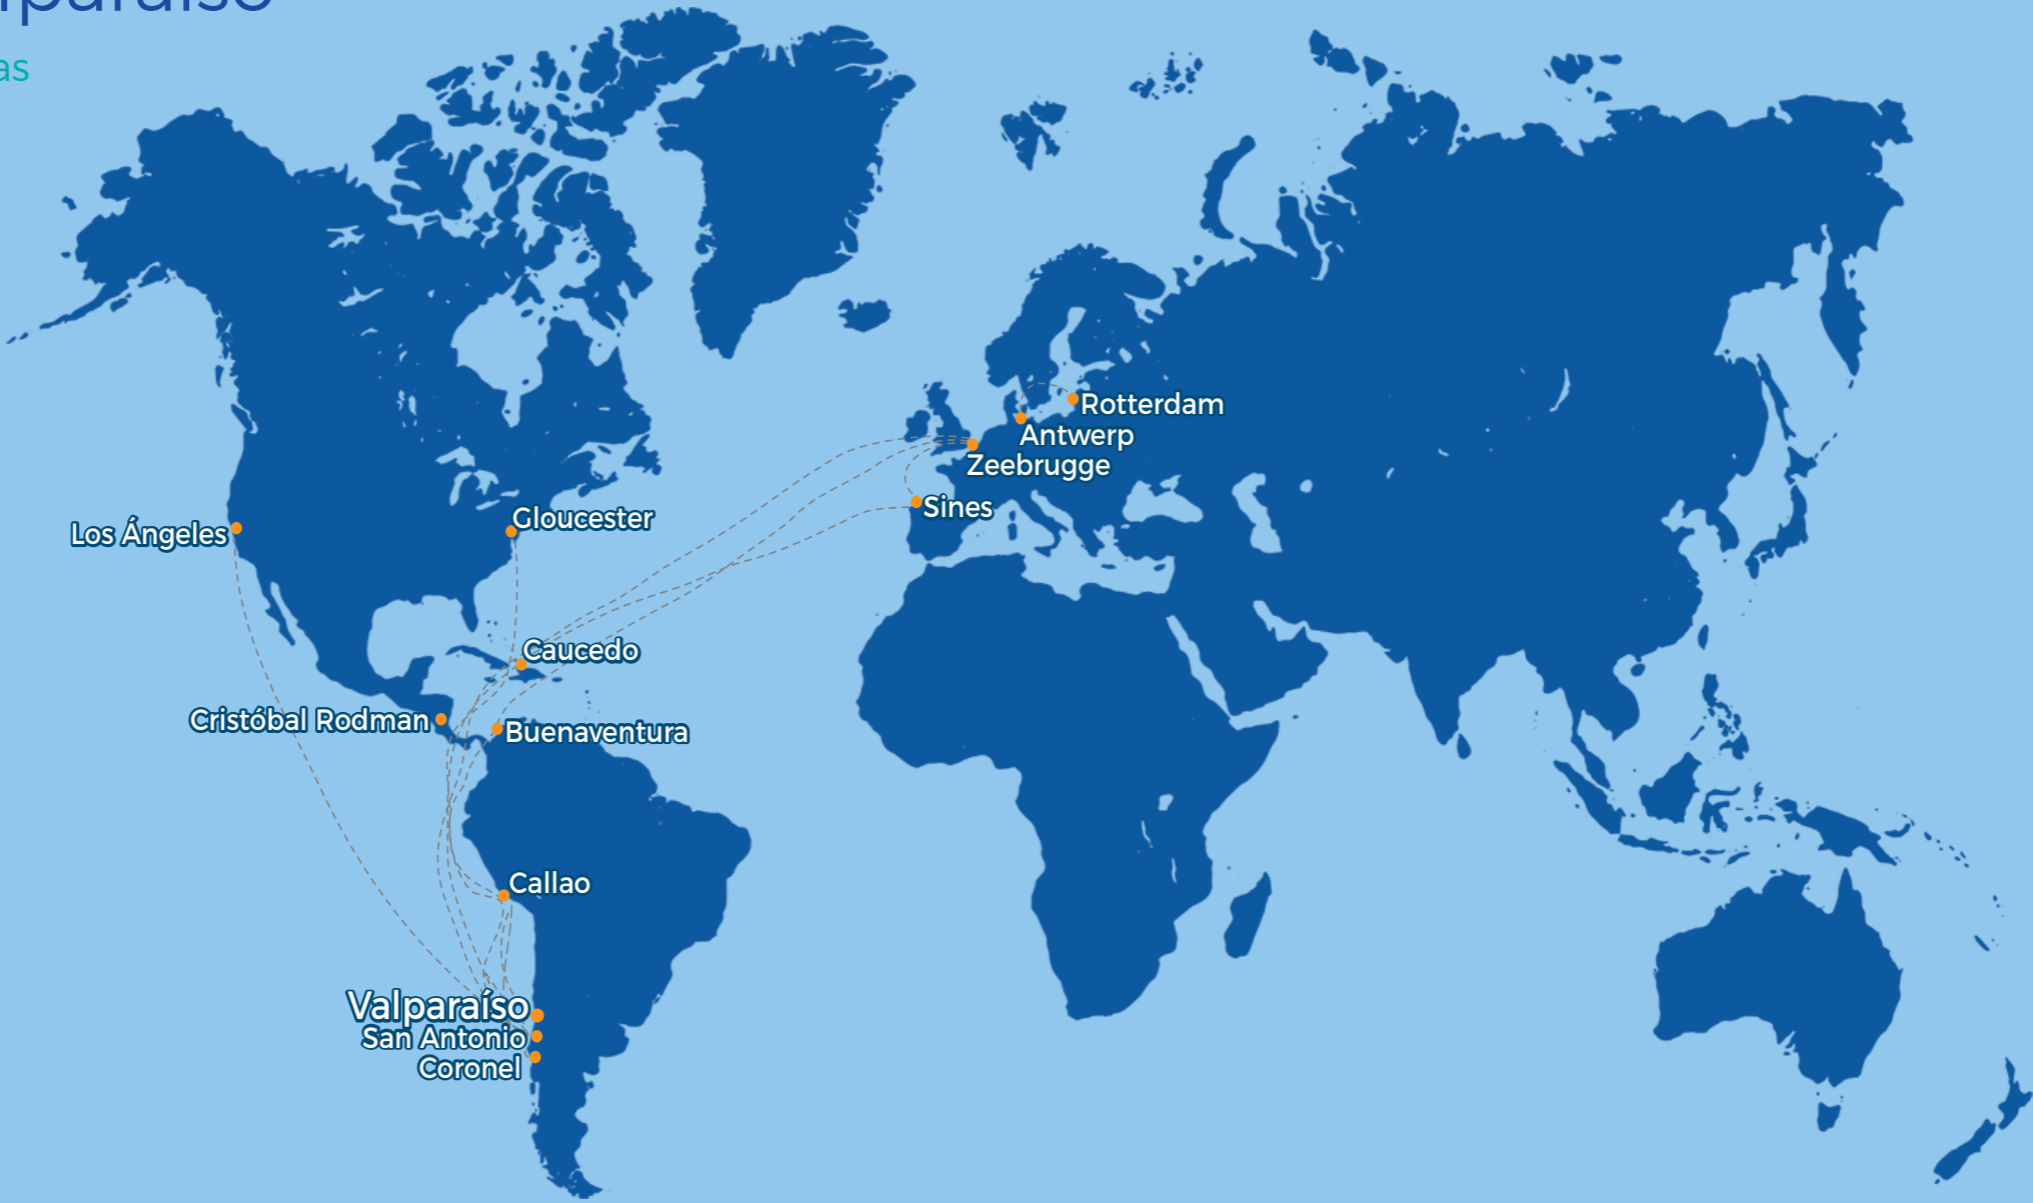 Rotterdam
Antwerp
Zeebrugge
Sines
Gloucester
Los Ángeles
Caucedo
Cristóbal Rodman
Buenaventura
Callao
Valparaíso
San Antonio
Coronel